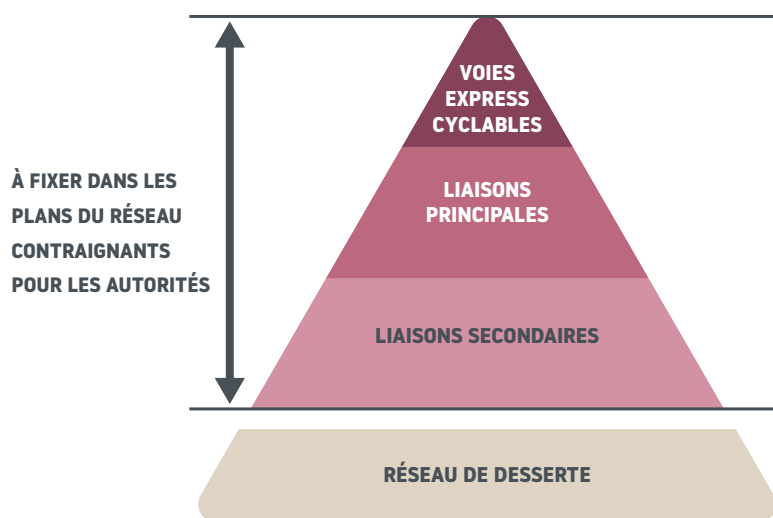 VOIES
EXPRESS
CYCLABLES
À FIXER DANS LES
PLANS DU RÉSEAU
CONTRAIGNANTS
POUR LES AUTORITÉS
LIAISONS
PRINCIPALES
LIAISONS SECONDAIRES
RÉSEAU DE DESSERTE